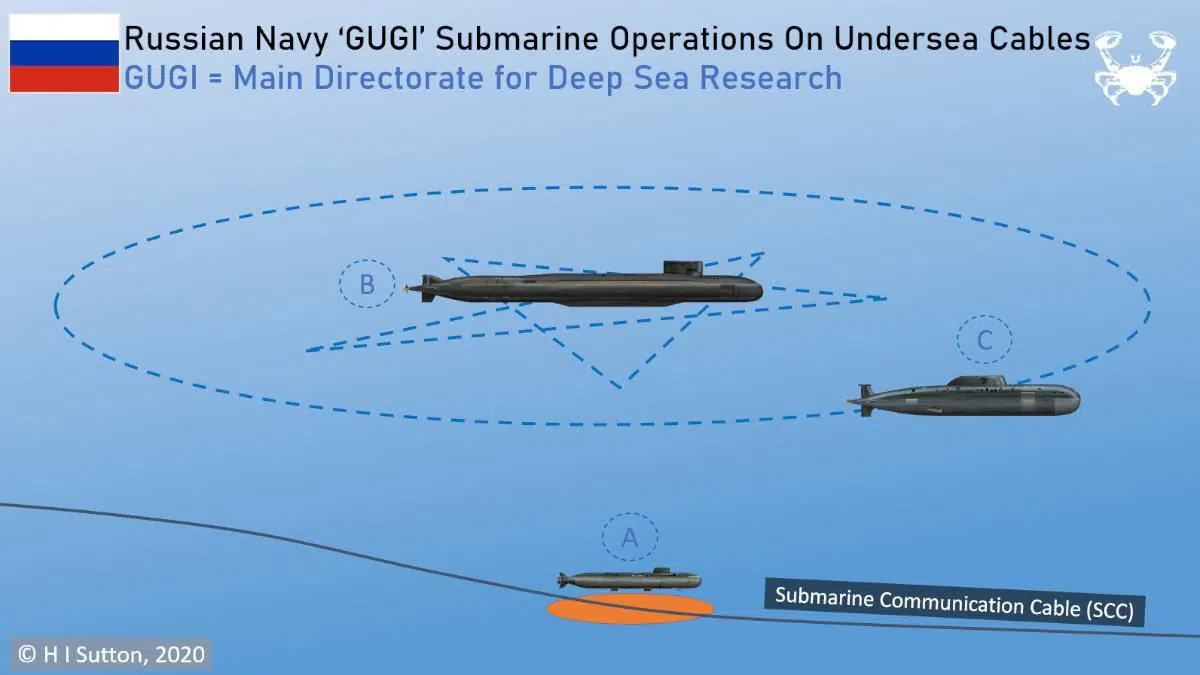 Russian Navy ‘GUGI’ Submarine Operations On Undersea Cables
GUGI = Main Directorate for Deep Sea Research
B
C
A
Submarine Communication Cable (SCC)
© H I Sutton, 2020